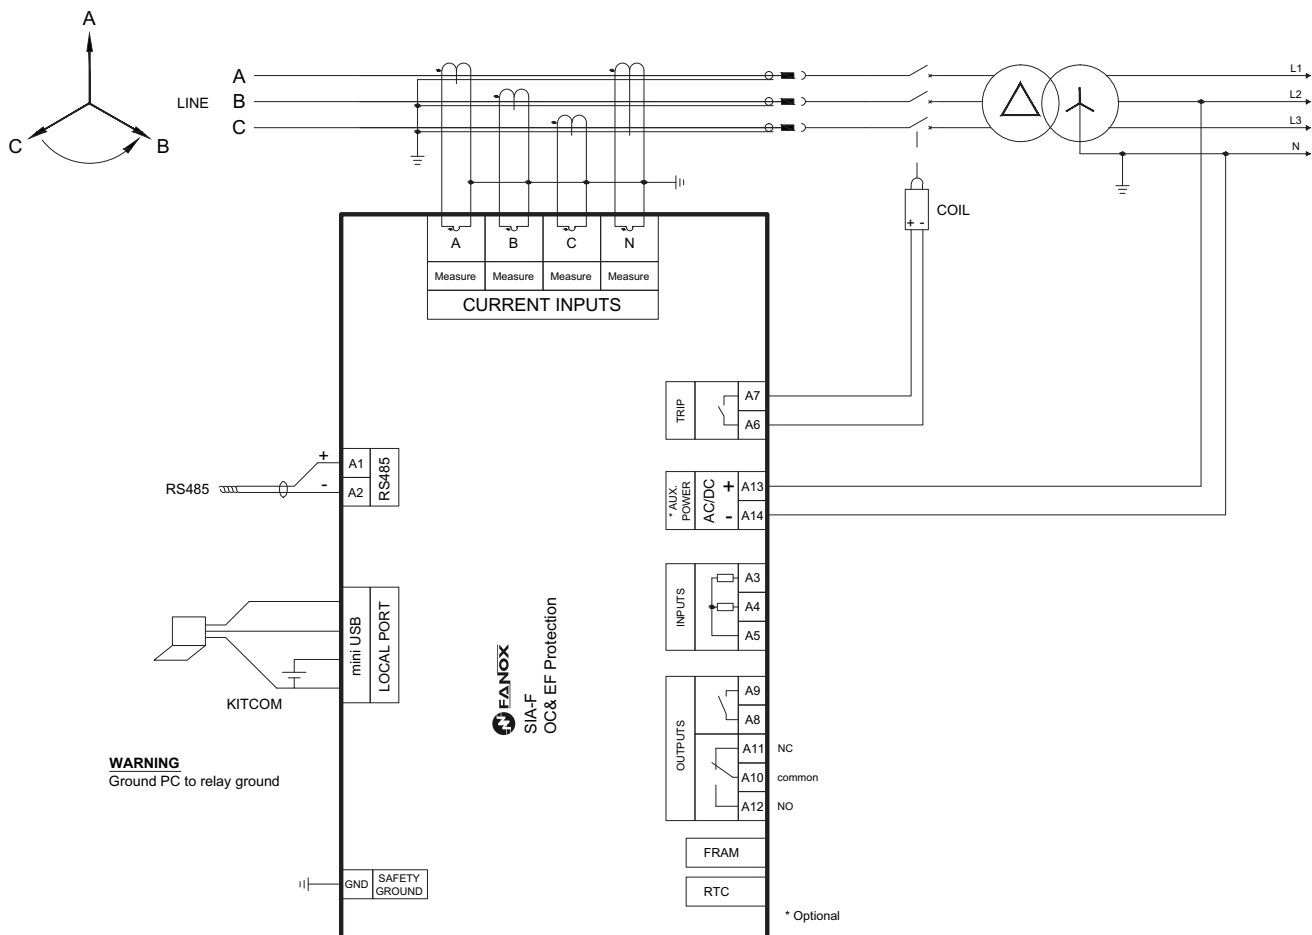 A
C
B
LINE
A
B
C
L1
L2
L3
N
COIL
+ -
A B C N
Measure Measure Measure Measure
CURRENT INPUTS
TRIP
A7
A6
* AUX.
POWER
AC/DC
+ A13
- A14
RS485
+
-
A1
A2
RS485
INPUTS
A3
A4
A5
mini USB
LOCAL PORT
KITCOM
FANOX
SIA-F
OC& EF Protection
OUTPUTS
A9
A8
A11 NC
A10 common
A12 NO
WARNING
Ground PC to relay ground
FRAM
RTC
GND
SAFETY
GROUND
* Optional